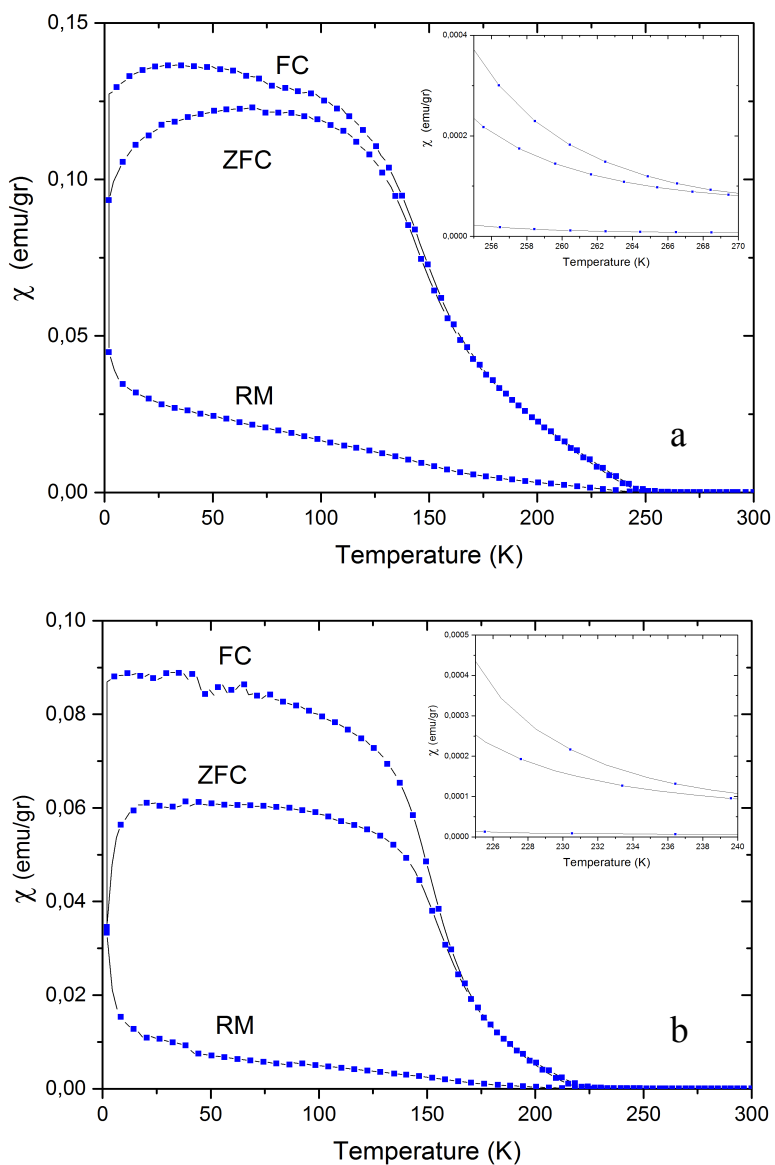 0,15
0,10
0,05
0,00
χ (emu/gr)
FC
ZFC
RM
a
0 50 100 150 200 250 300
Temperature (K)
0,0004
0,0002
0,0000
χ (emu/gr)
256 258 260 262 264 266 268 270
Temperature (K)
0,10
0,08
0,06
0,04
0,02
0,00
χ (emu/gr)
FC
ZFC
RM
b
0 50 100 150 200 250 300
Temperature (K)
0,0005
0,0004
0,0003
0,0002
0,0001
0,0000
χ (emu/gr)
226 228 230 232 234 236 238 240
Temperature (K)